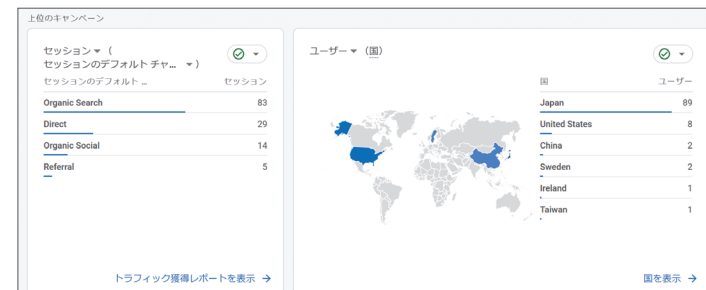 上位のキャンペーン
セッション ▾ (
セッションのデフォルト チャ... ▾)
セッションのデフォルト ... セッション
Organic Search 83
Direct 29
Organic Social 14
Referral 5
トラフィック獲得レポートを表示 →
ユーザー ▾ (国)
国 ユーザー
Japan 89
United States 8
China 2
Sweden 2
Ireland 1
Taiwan 1
国を表示 →